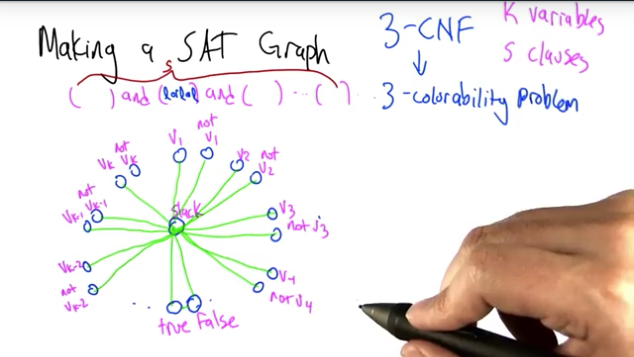 Making a SAT Graph
3-CNF
K variables
S clauses
S
( ) and (lorlorl) and ( ) ... ( ) ...
3-colorability problem
V1
not V1
V2
not V2
V3
not V3
V4
not V4
VK
not VK
VK-1
not VK-1
VK-2
not VK-2
slack
true
False